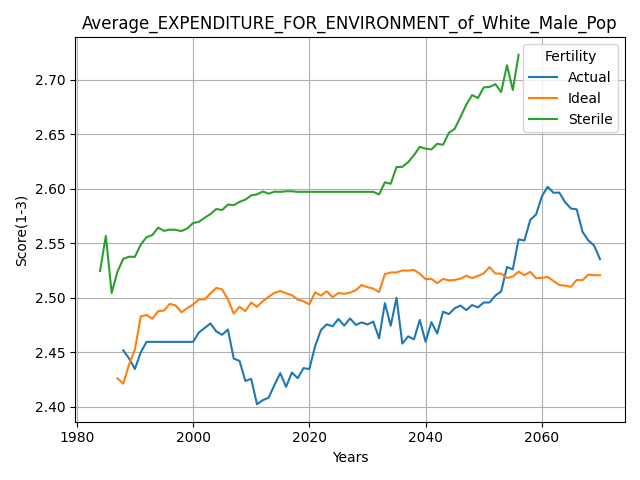 Average_EXPENDITURE_FOR_ENVIRONMENT_of_White_Male_Pop
Fertility
Actual
Ideal
Sterile
Score(1-3)
2.70
2.65
2.60
2.55
2.50
2.45
2.40
1980
2000
2020
2040
2060
Years